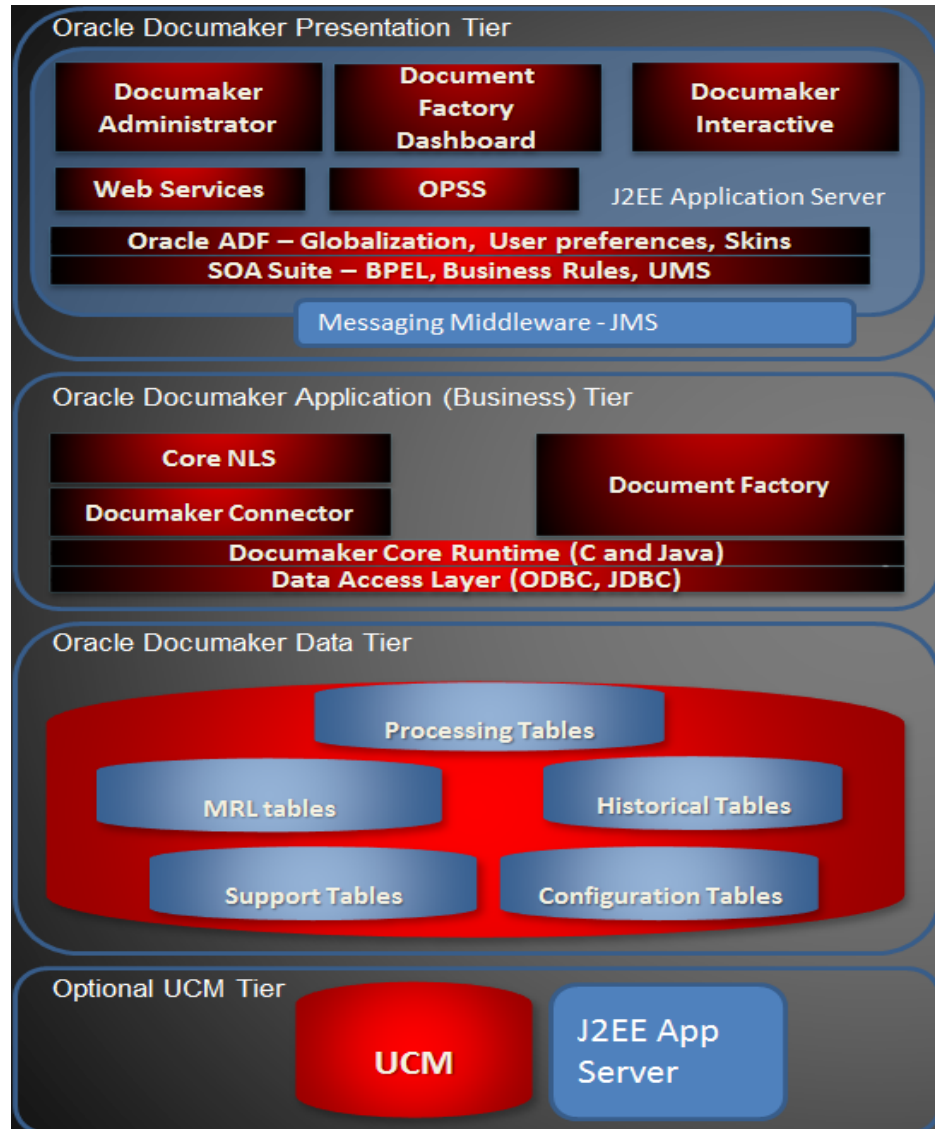 Oracle Documaker Presentation Tier
Documaker
Administrator
Document
Factory
Dashboard
Documaker
Interactive
Web Services
OPSS
J2EE Application Server
Oracle ADF – Globalization, User preferences, Skins
SOA Suite – BPEL, Business Rules, UMS
Messaging Middleware - JMS
Oracle Documaker Application (Business) Tier
Core NLS
Documaker Connector
Document Factory
Documaker Core Runtime (C and Java)
Data Access Layer (ODBC, JDBC)
Oracle Documaker Data Tier
Processing Tables
MRL tables
Historical Tables
Support Tables
Configuration Tables
Optional UCM Tier
UCM
J2EE App
Server